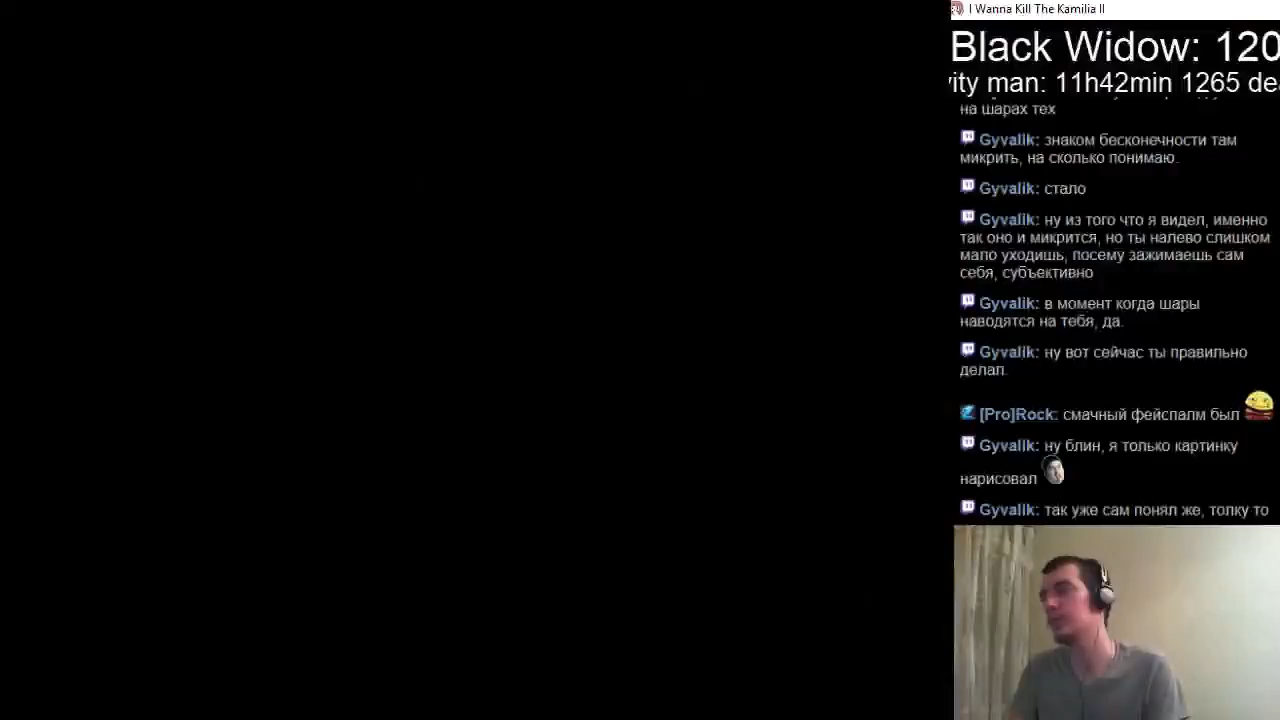 I Wanna Kill The Kamilia II
Black Widow: 120
ity man: 11h42min 1265 de
на шарах тех
Gyvalik: знаком бесконечности там
микрить, на сколько понимаю.
Gyvalik: стало
Gyvalik: ну из того что я видел, именно
так оно и микрится, но ты налево слишком
мало уходишь, посему зажимаешь сам
себя, субъективно
Gyvalik: в момент когда шары
наводятся на тебя, да.
Gyvalik: ну вот сейчас ты правильно
делал.
[Pro]Rock: смачный фейспалм был
Gyvalik: ну блин, я только картинку
нарисовал
Gyvalik: так уже сам понял же, толку то